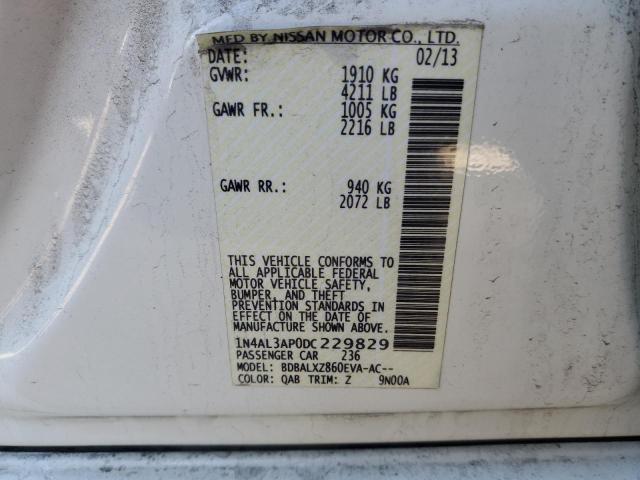 MFD BY NISSAN MOTOR CO., LTD.
DATE: 02/13
GVWR: 1910 KG
4211 LB
GAWR FR.: 1005 KG
2216 LB
GAWR RR.: 940 KG
2072 LB
THIS VEHICLE CONFORMS TO
ALL APPLICABLE FEDERAL
MOTOR VEHICLE SAFETY,
BUMPER, AND THEFT
PREVENTION STANDARDS IN
EFFECT ON THE DATE OF
MANUFACTURE SHOWN ABOVE.
1N4AL3AP0DC229829
PASSENGER CAR 236
MODEL: BDBALXZ860EVA-AC--
COLOR: QAB TRIM: Z 9N00A